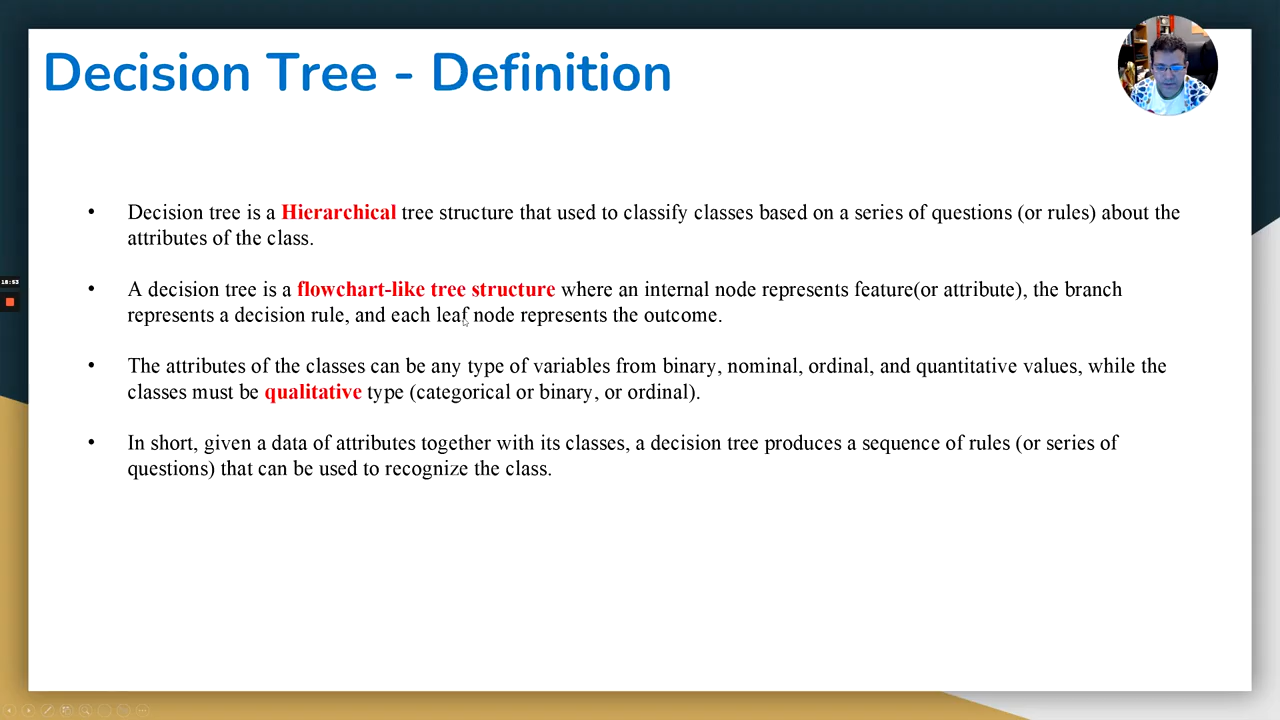 Decision Tree - Definition
• Decision tree is a Hierarchical tree structure that used to classify classes based on a series of questions (or rules) about the
attributes of the class.
• A decision tree is a flowchart-like tree structure where an internal node represents feature(or attribute), the branch
represents a decision rule, and each leaf node represents the outcome.
• The attributes of the classes can be any type of variables from binary, nominal, ordinal, and quantitative values, while the
classes must be qualitative type (categorical or binary, or ordinal).
• In short, given a data of attributes together with its classes, a decision tree produces a sequence of rules (or series of
questions) that can be used to recognize the class.
18:53